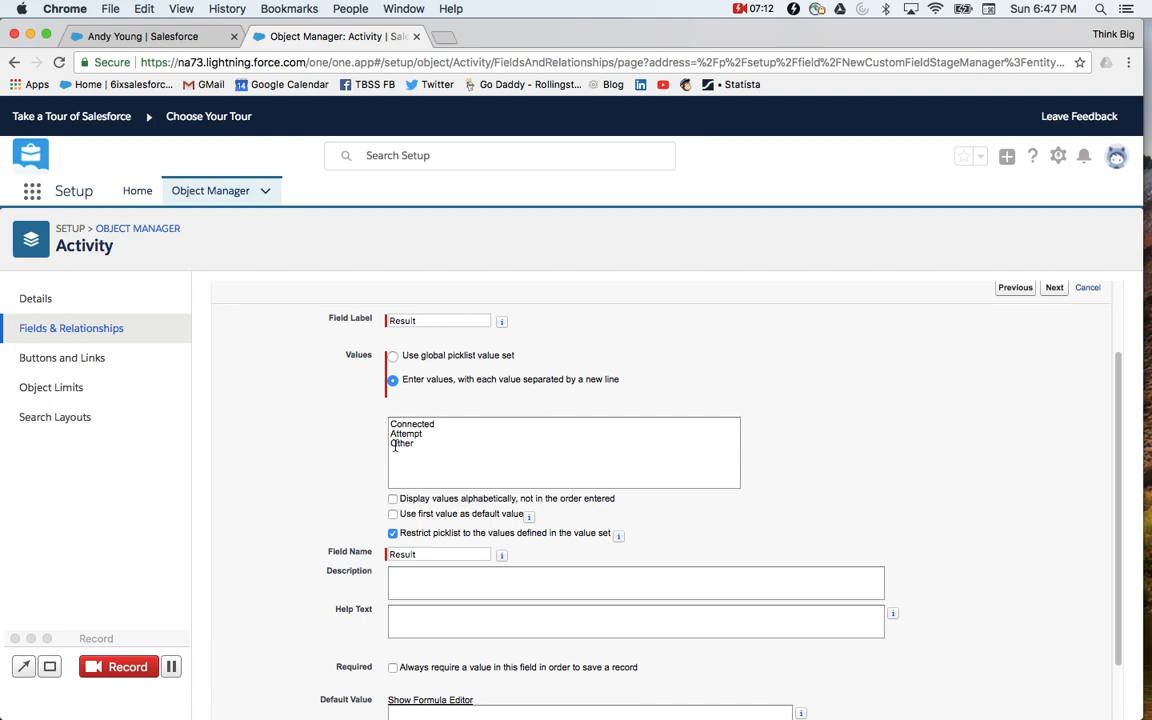 Chrome File Edit View History Bookmarks People Window Help 07:12 Sun 6:47 PM
Andy Young | Salesforce Object Manager: Activity | Sale Think Big
Secure https://na73.lightning.force.com/one/one.app#/setup/object/Activity/FieldsAndRelationships/page?address=%2Fp%2Fsetup%2Ffield%2FNewCustomFieldStageManager%3Fentity...
Apps Home | 6ixsalesforc... GMail Google Calendar TBSS FB Twitter Go Daddy - Rollingst... Blog • Statista
Take a Tour of Salesforce Choose Your Tour Leave Feedback
Search Setup
Setup Home Object Manager
SETUP > OBJECT MANAGER
Activity
Details
Fields & Relationships
Buttons and Links
Object Limits
Search Layouts
Previous Next Cancel
Field Label Result
Values Use global picklist value set
Enter values, with each value separated by a new line
Connected
Attempt
Other
Display values alphabetically, not in the order entered
Use first value as default value
Restrict picklist to the values defined in the value set
Field Name Result
Description
Help Text
Required Always require a value in this field in order to save a record
Default Value Show Formula Editor
Record
Record